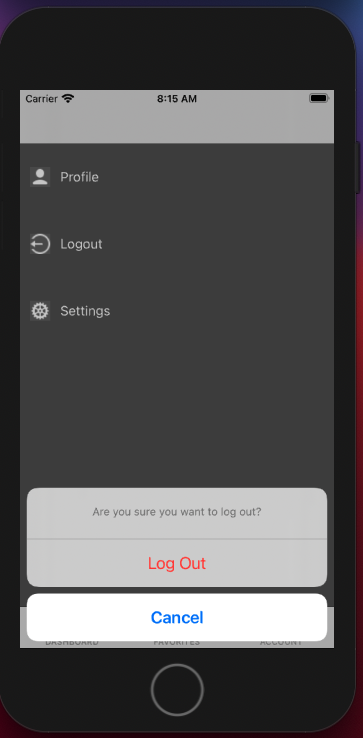 Carrier
8:15 AM
Profile
Logout
Settings
Are you sure you want to log out?
Log Out
Cancel
DASHBOARD FAVORITES ACCOUNT